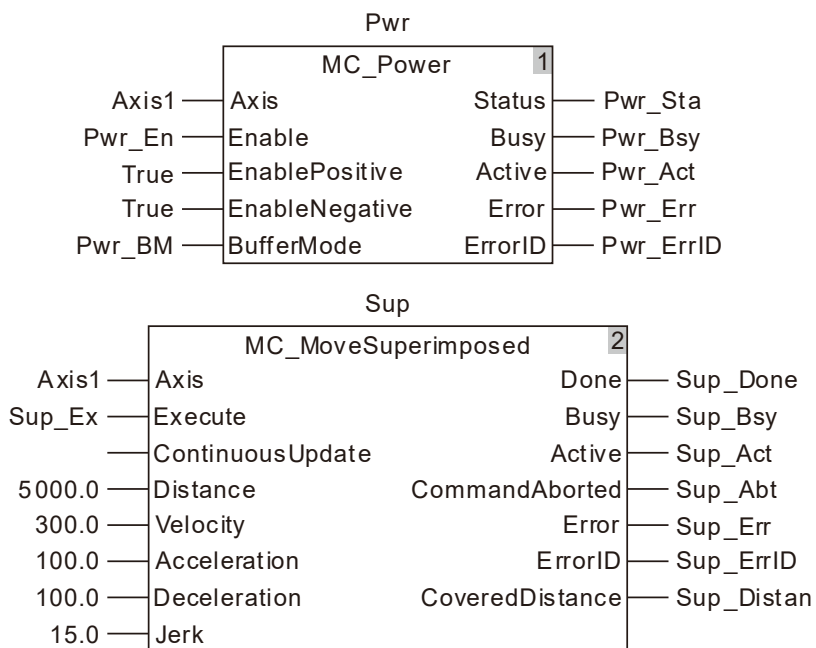 Pwr
MC_Power 1
Axis1 Axis Status Pwr_Sta
Pwr_En Enable Busy Pwr_Bsy
True EnablePositive Active Pwr_Act
True EnableNegative Error Pwr_Err
Pwr_BM BufferMode ErrorID Pwr_ErrID
Sup
MC_MoveSuperimposed 2
Axis1 Axis Done Sup_Done
Sup_Ex Execute Busy Sup_Bsy
ContinuousUpdate Active Sup_Act
5000.0 Distance CommandAborted Sup_Abt
300.0 Velocity Error Sup_Err
100.0 Acceleration ErrorID Sup_ErrID
100.0 Deceleration CoveredDistance Sup_Distan
15.0 Jerk